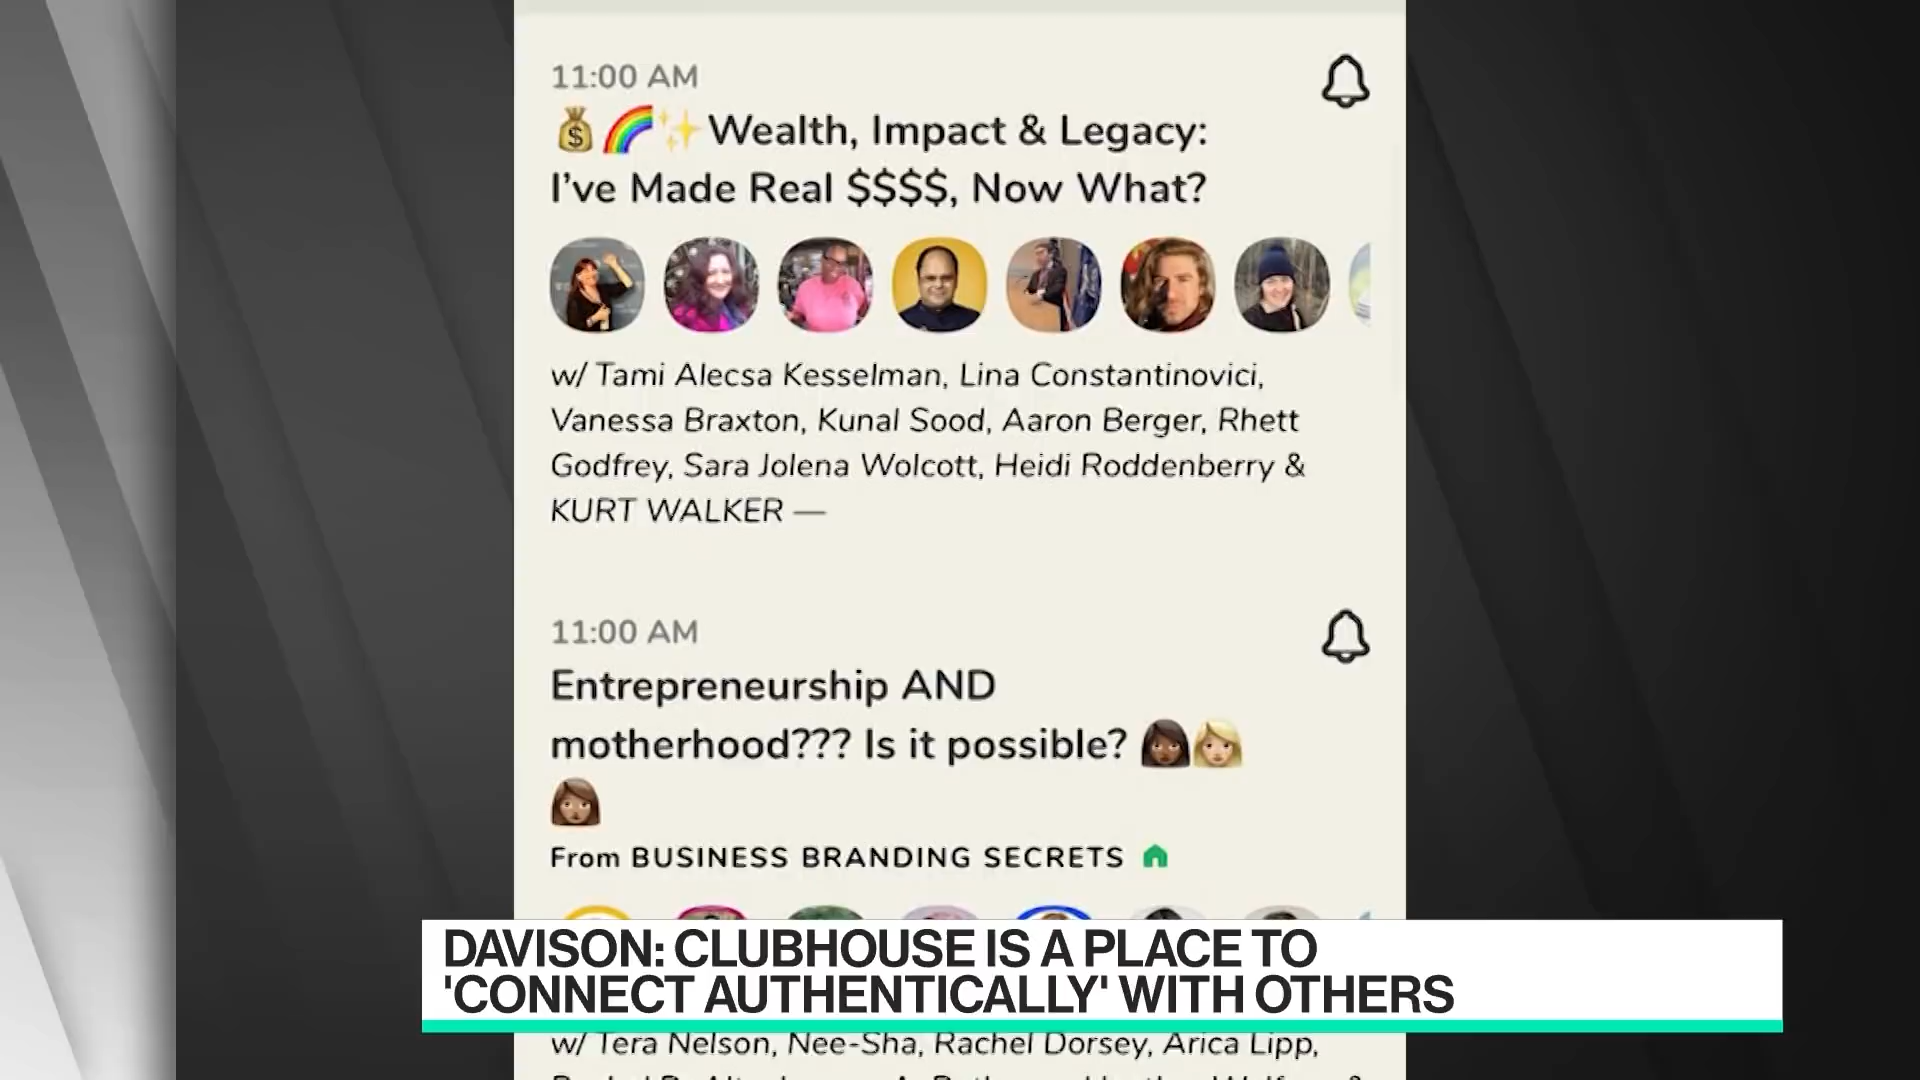 11:00 AM
💰🌈✨Wealth, Impact & Legacy:
I've Made Real $$$$, Now What?
w/ Tami Alecsa Kesselman, Lina Constantinovici,
Vanessa Braxton, Kunal Sood, Aaron Berger, Rhett
Godfrey, Sara Jolena Wolcott, Heidi Roddenberry &
KURT WALKER —
11:00 AM
Entrepreneurship AND
motherhood??? Is it possible? 👩🏿👩🏼
👩🏽
From BUSINESS BRANDING SECRETS
DAVISON: CLUBHOUSE IS A PLACE TO
'CONNECT AUTHENTICALLY' WITH OTHERS
w/ Tera Nelson, Nee-Sha, Rachel Dorsey, Arica Lipp,